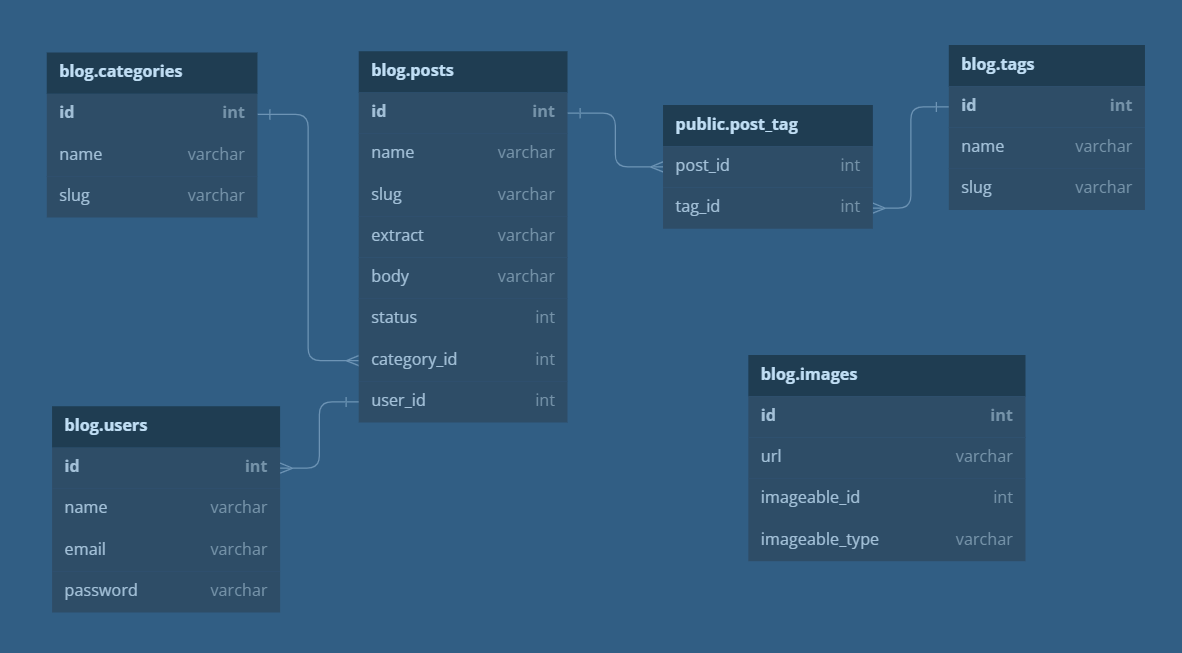 blog.categories
id int
name varchar
slug varchar
blog.posts
id int
name varchar
slug varchar
extract varchar
body varchar
status int
category_id int
user_id int
public.post_tag
post_id int
tag_id int
blog.tags
id int
name varchar
slug varchar
blog.users
id int
name varchar
email varchar
password varchar
blog.images
id int
url varchar
imageable_id int
imageable_type varchar